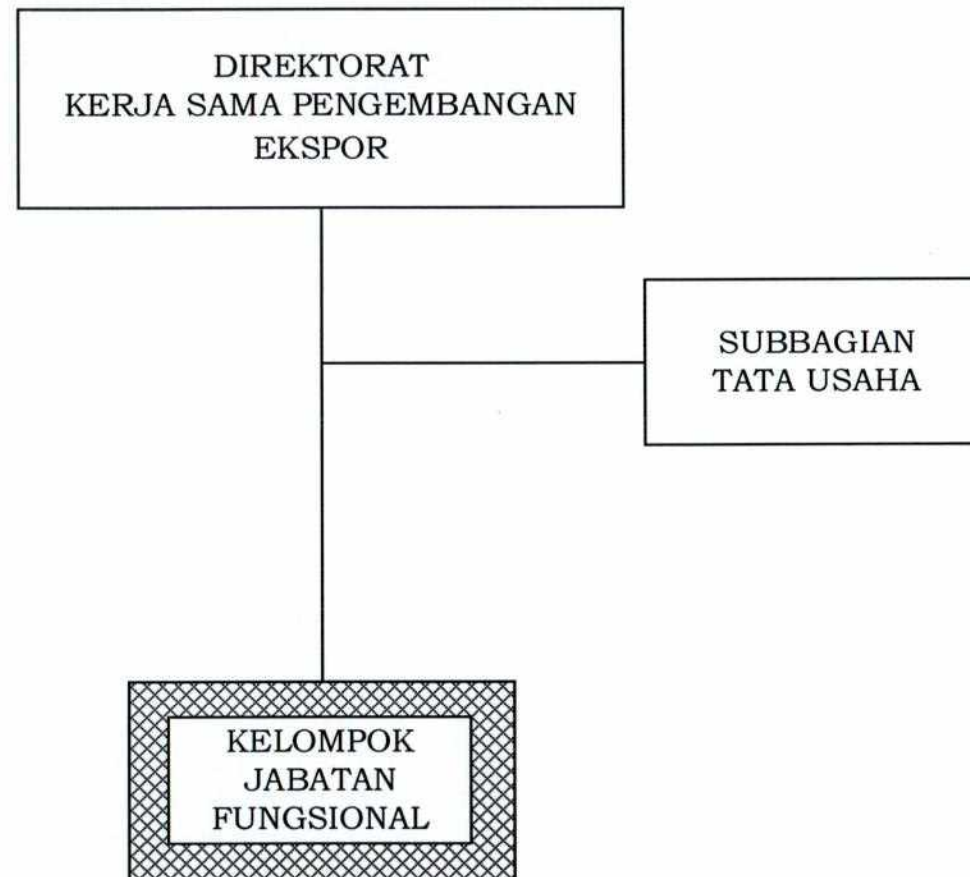 DIREKTORAT
KERJA SAMA PENGEMBANGAN
EKSPOR
SUBBAGIAN
TATA USAHA
KELOMPOK
JABATAN
FUNGSIONAL